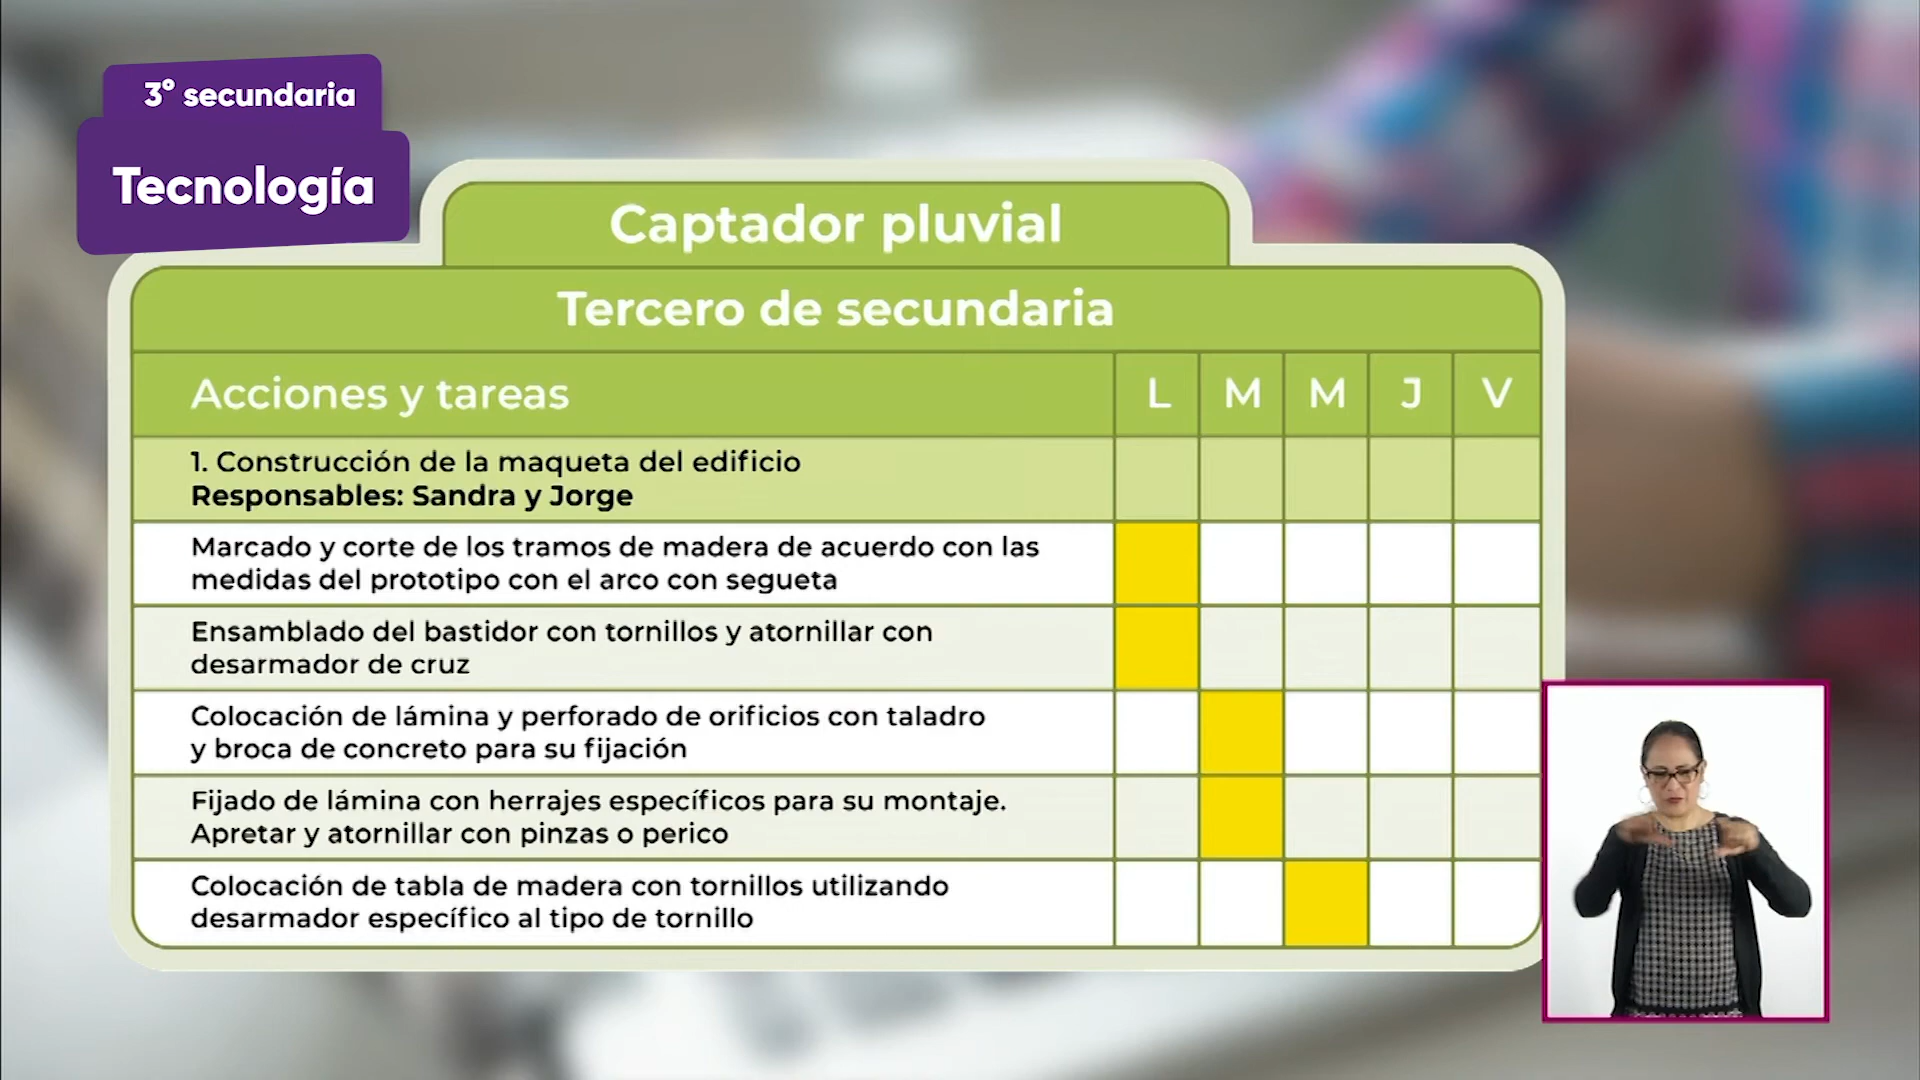 3° secundaria
Tecnología
Captador pluvial
Tercero de secundaria
Acciones y tareas L M M J V
1. Construcción de la maqueta del edificio
Responsables: Sandra y Jorge
Marcado y corte de los tramos de madera de acuerdo con las
medidas del prototipo con el arco con segueta
Ensamblado del bastidor con tornillos y atornillar con
desarmador de cruz
Colocación de lámina y perforado de orificios con taladro
y broca de concreto para su fijación
Fijado de lámina con herrajes específicos para su montaje.
Apretar y atornillar con pinzas o perico
Colocación de tabla de madera con tornillos utilizando
desarmador específico al tipo de tornillo